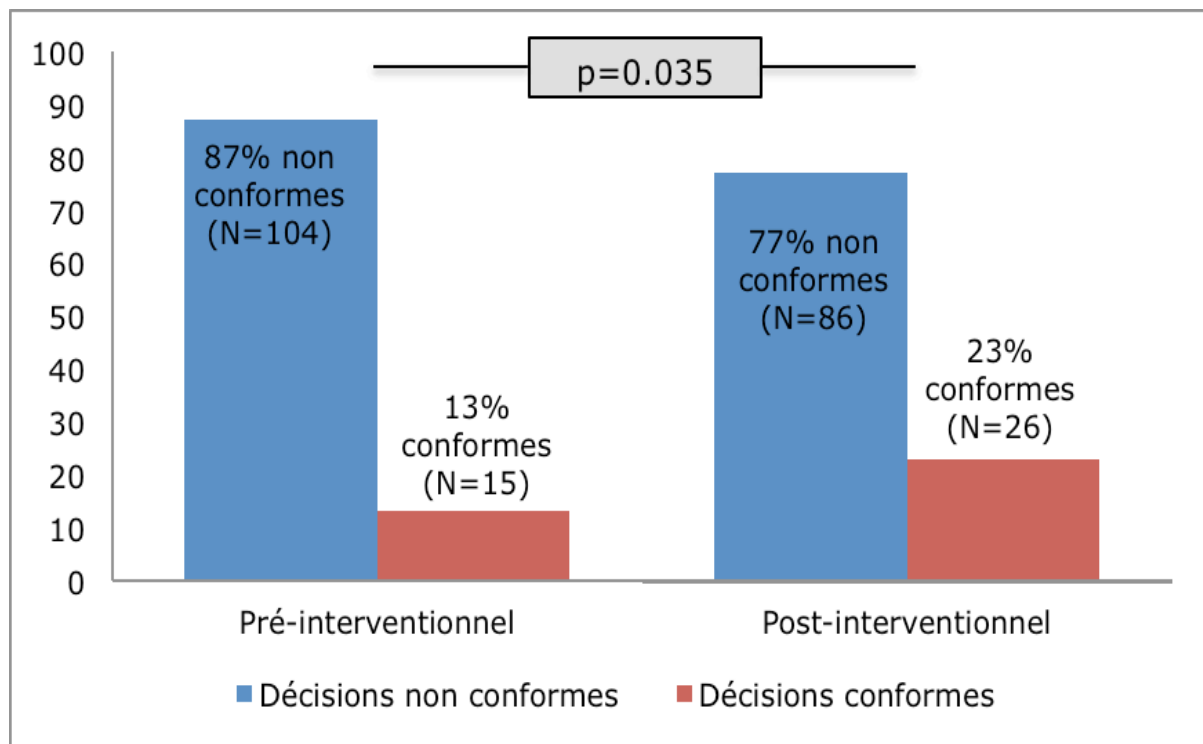 100
90
80
70
60
50
40
30
20
10
0
p=0.035
87% non
conformes
(N=104)
13%
conformes
(N=15)
77% non
conformes
(N=86)
23%
conformes
(N=26)
Pré-interventionnel
Post-interventionnel
Décisions non conformes
Décisions conformes